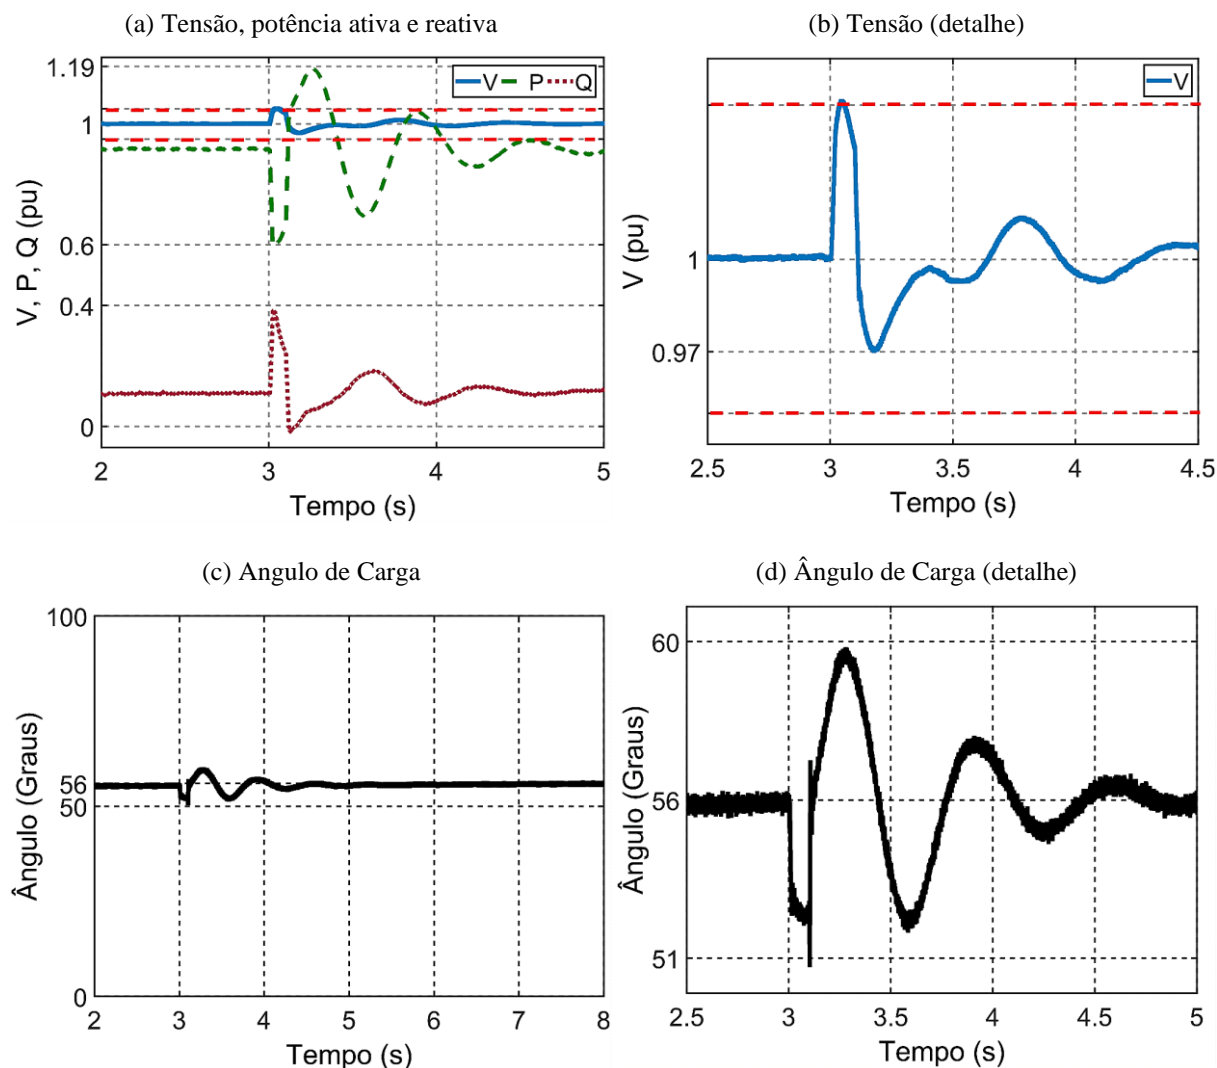 (a) Tensão, potência ativa e reativa
1.19
1
0.6
0.4
0
V, P, Q (pu)
V P Q
2 3 4 5
Tempo (s)
(b) Tensão (detalhe)
V
1
0.97
V (pu)
2.5 3 3.5 4 4.5
Tempo (s)
(c) Angulo de Carga
100
56
50
0
Ângulo (Graus)
2 3 4 5 6 7 8
Tempo (s)
(d) Ângulo de Carga (detalhe)
60
56
51
Ângulo (Graus)
2.5 3 3.5 4 4.5 5
Tempo (s)